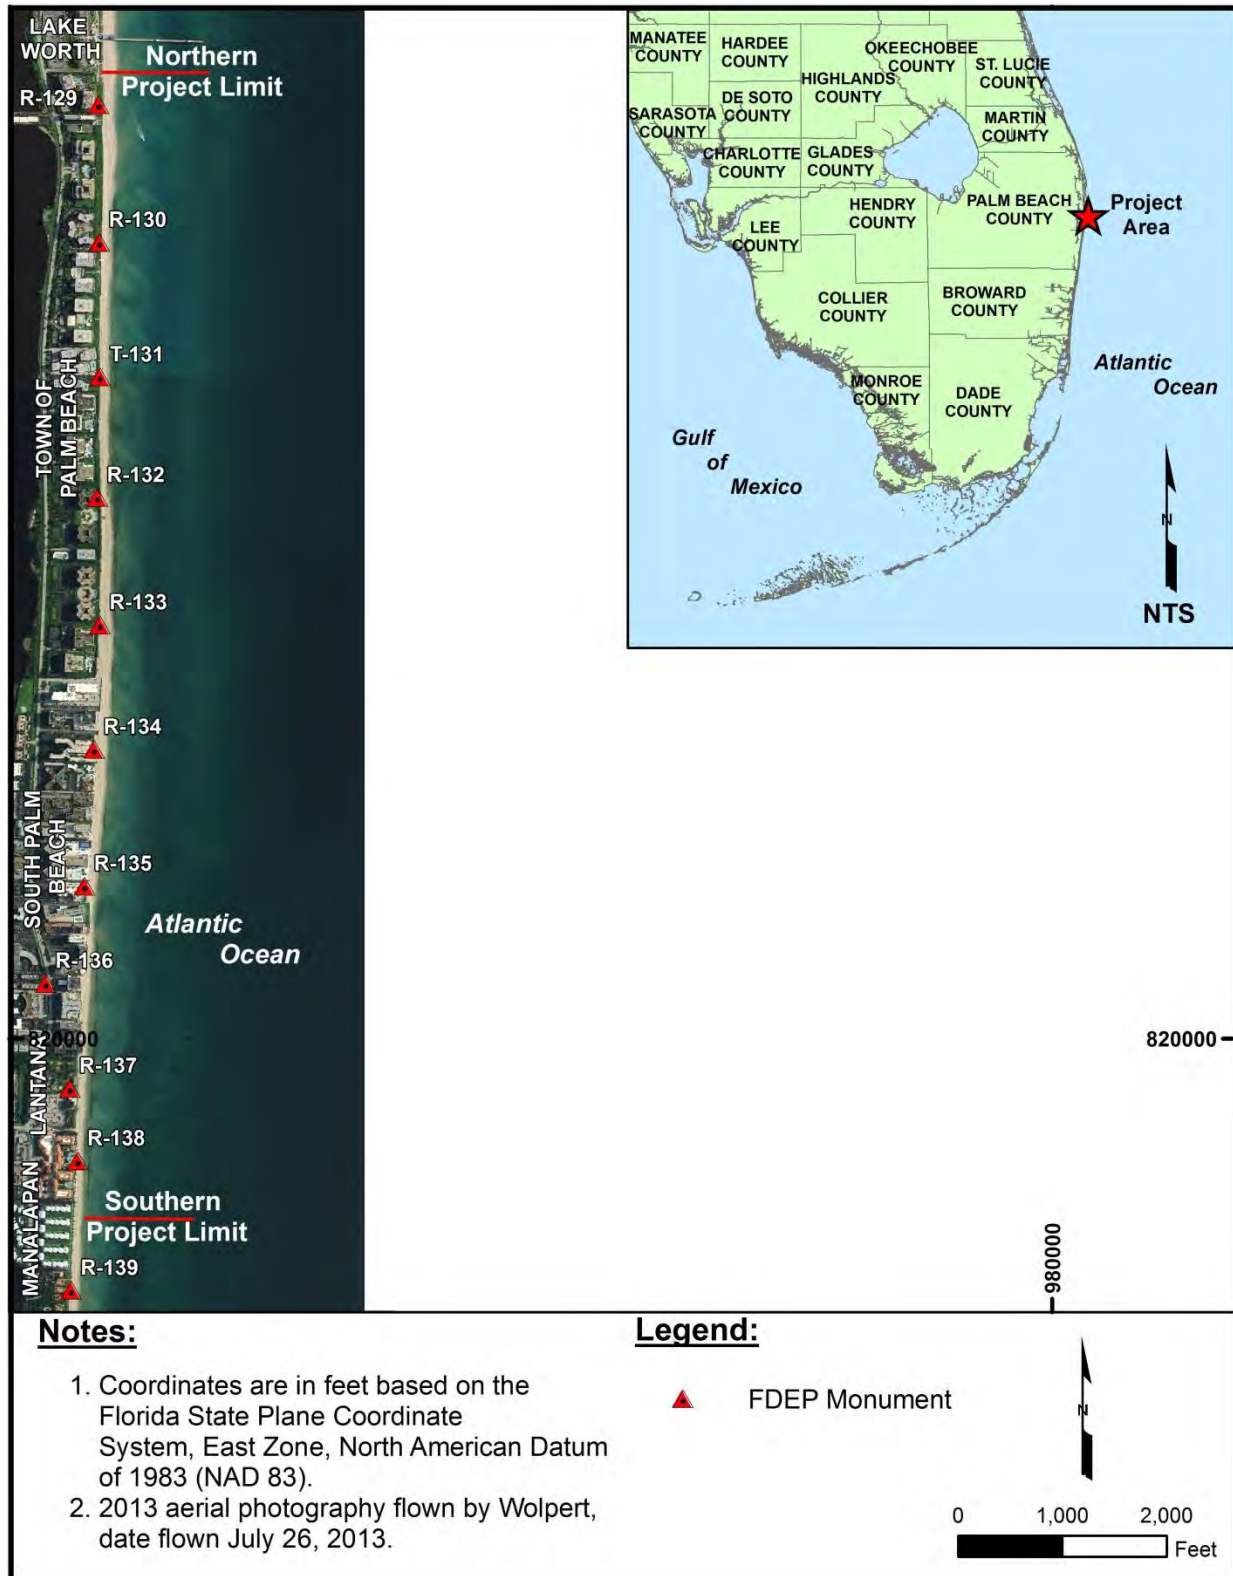 LAKE
WORTH
Northern
Project Limit
R-129
R-130
T-131
TOWN OF
PALM BEACH
R-132
R-133
R-134
SOUTH PALM
BEACH
R-135
Atlantic
Ocean
R-136
820000
LANTANA
R-137
R-138
MANALAPAN
Southern
Project Limit
R-139
MANATEE
COUNTY
HARDEE
COUNTY
OKEECHOBEE
COUNTY
HIGHLANDS
COUNTY
ST. LUCIE
COUNTY
SARASOTA
COUNTY
DE SOTO
COUNTY
MARTIN
COUNTY
CHARLOTTE
COUNTY
GLADES
COUNTY
HENDRY
COUNTY
PALM BEACH
COUNTY
Project
Area
LEE
COUNTY
COLLIER
COUNTY
BROWARD
COUNTY
MONROE
COUNTY
DADE
COUNTY
Atlantic
Ocean
Gulf
of
Mexico
N
NTS
820000
980000
Notes:
1. Coordinates are in feet based on the
Florida State Plane Coordinate
System, East Zone, North American Datum
of 1983 (NAD 83).
2. 2013 aerial photography flown by Wolpert,
date flown July 26, 2013.
Legend:
FDEP Monument
N
0 1,000 2,000
Feet